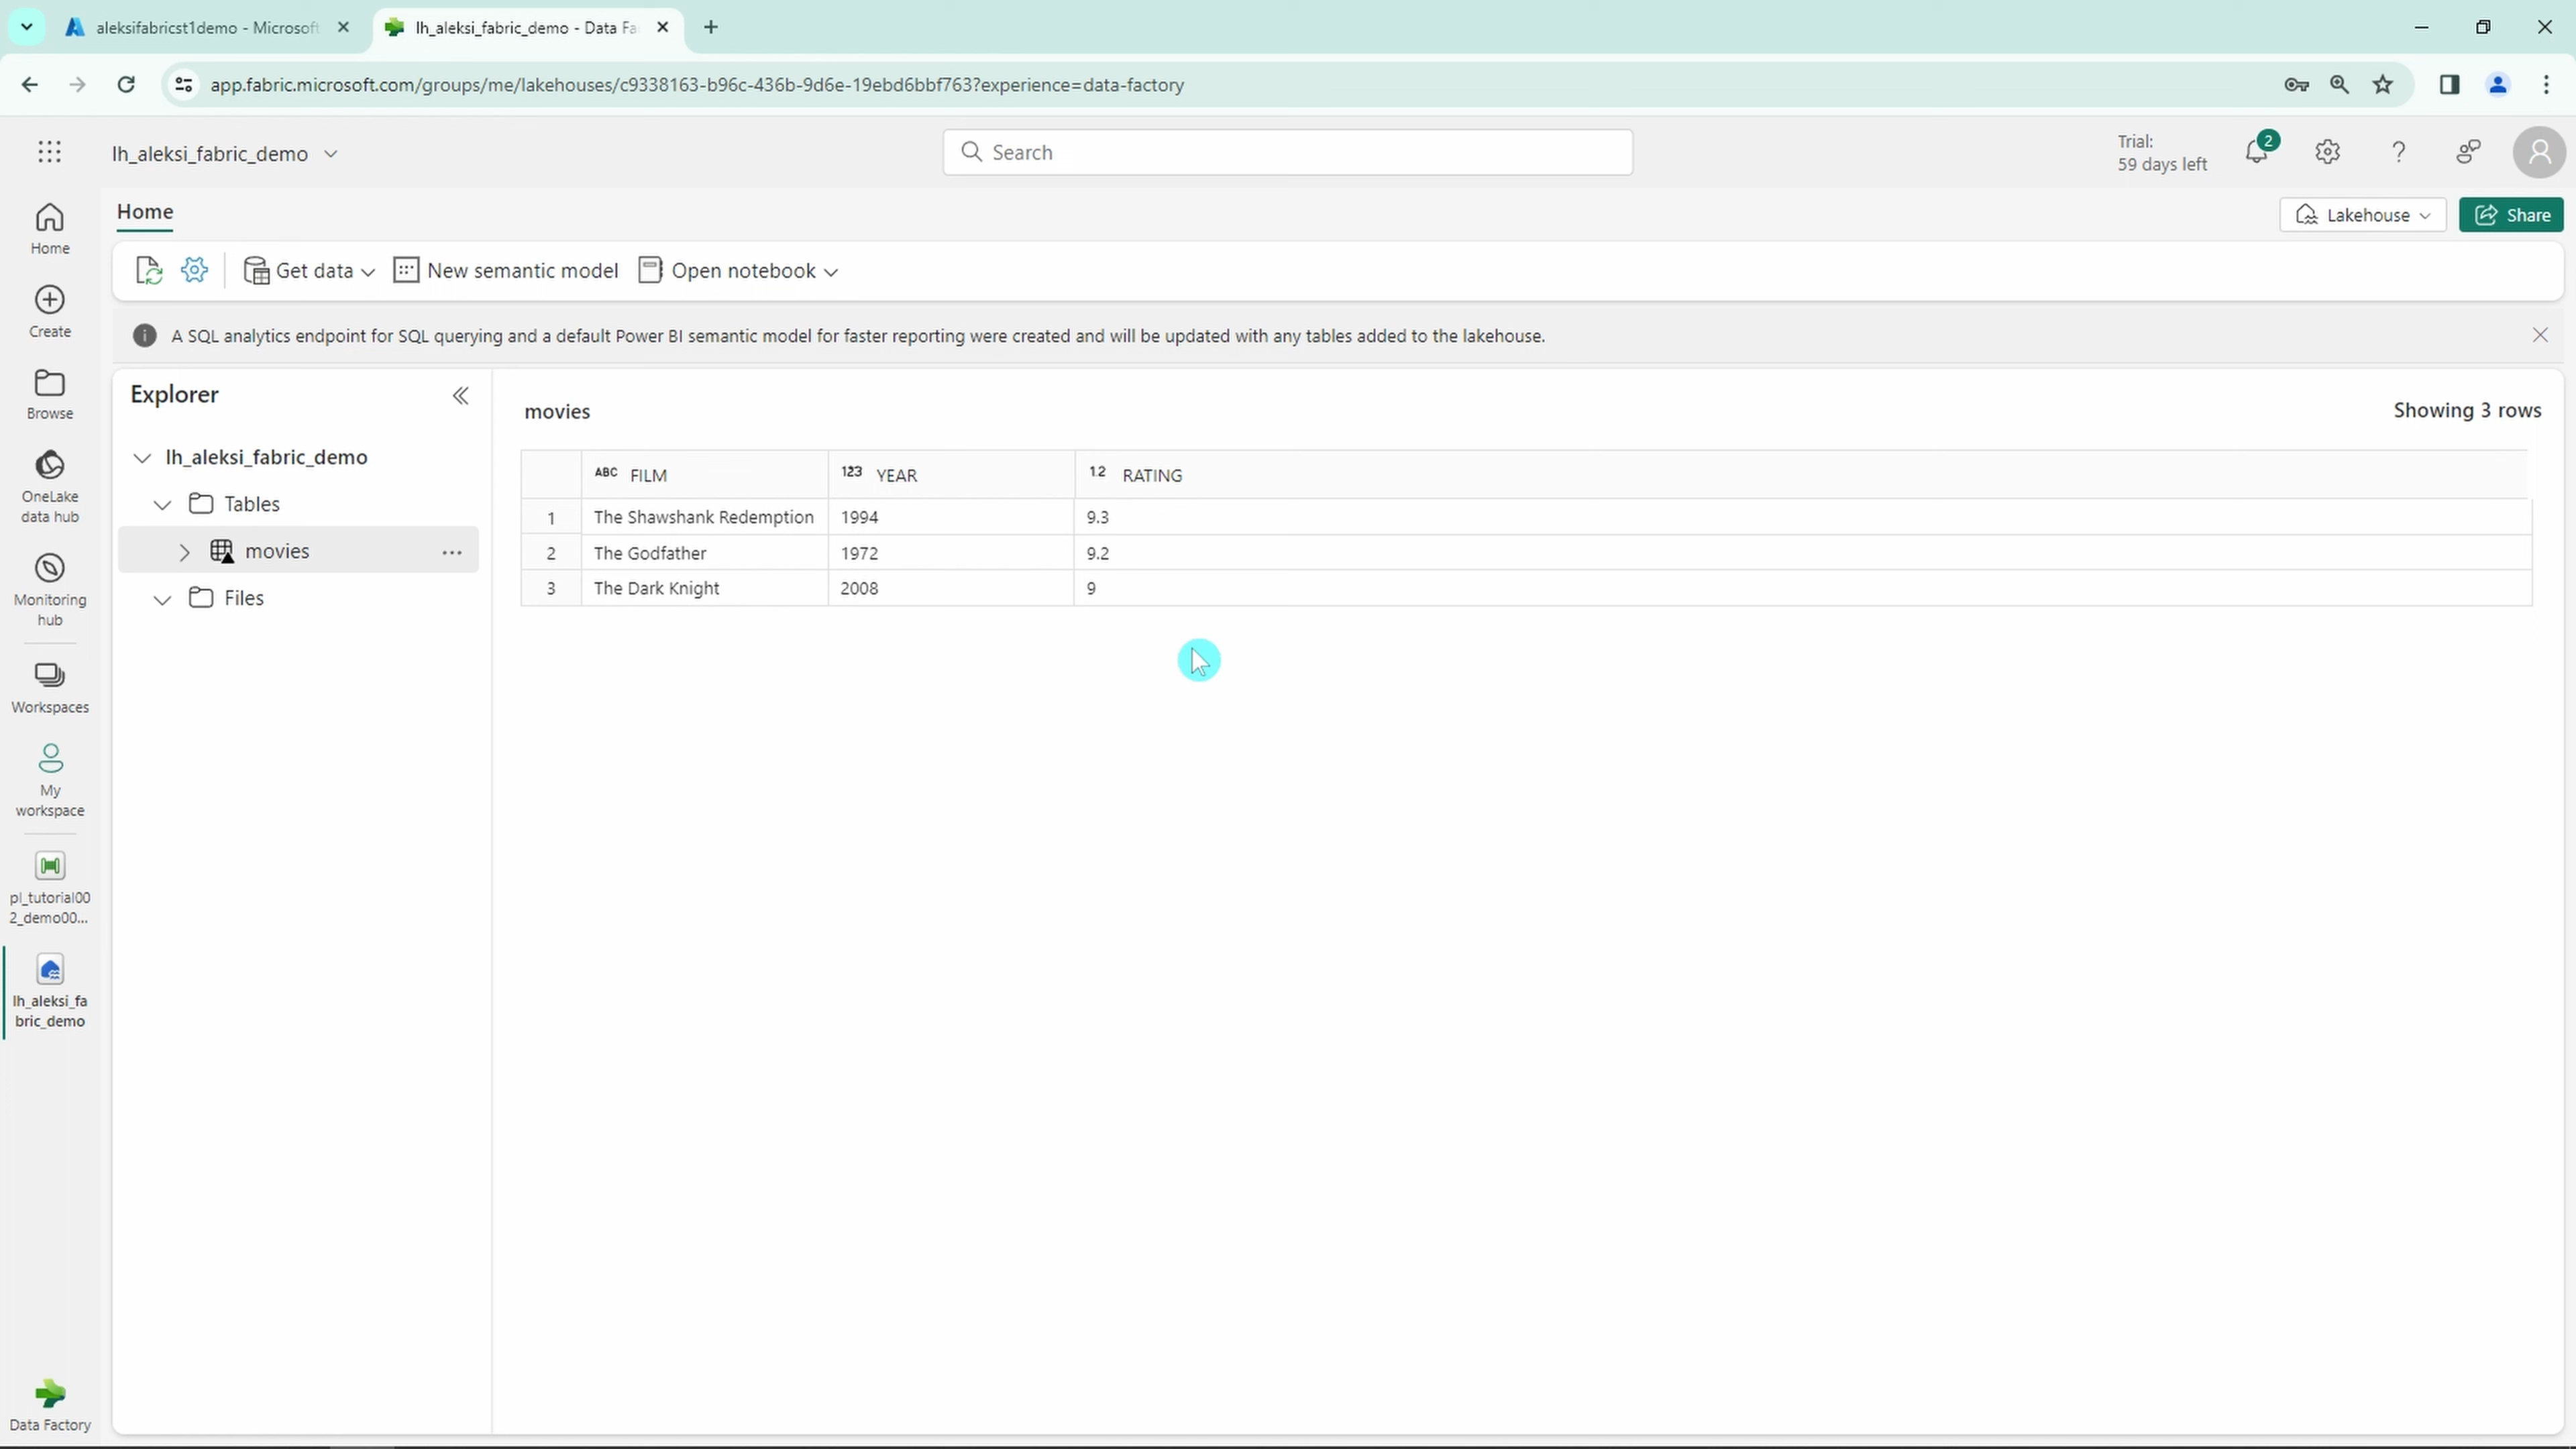 aleksifabricst1demo - Microsoft
lh_aleksi_fabric_demo - Data Fa
app.fabric.microsoft.com/groups/me/lakehouses/c9338163-b96c-436b-9d6e-19ebd6bbf763?experience=data-factory
lh_aleksi_fabric_demo
Search
Trial:
59 days left
2
Home
Lakehouse
Share
Get data
New semantic model
Open notebook
A SQL analytics endpoint for SQL querying and a default Power BI semantic model for faster reporting were created and will be updated with any tables added to the lakehouse.
Home
Create
Browse
OneLake
data hub
Monitoring
hub
Workspaces
My
workspace
pl_tutorial00
2_demo00...
lh_aleksi_fa
bric_demo
Data Factory
Explorer
lh_aleksi_fabric_demo
Tables
movies
Files
movies
Showing 3 rows
ABC FILM 123 YEAR 1.2 RATING
1 The Shawshank Redemption 1994 9.3
2 The Godfather 1972 9.2
3 The Dark Knight 2008 9